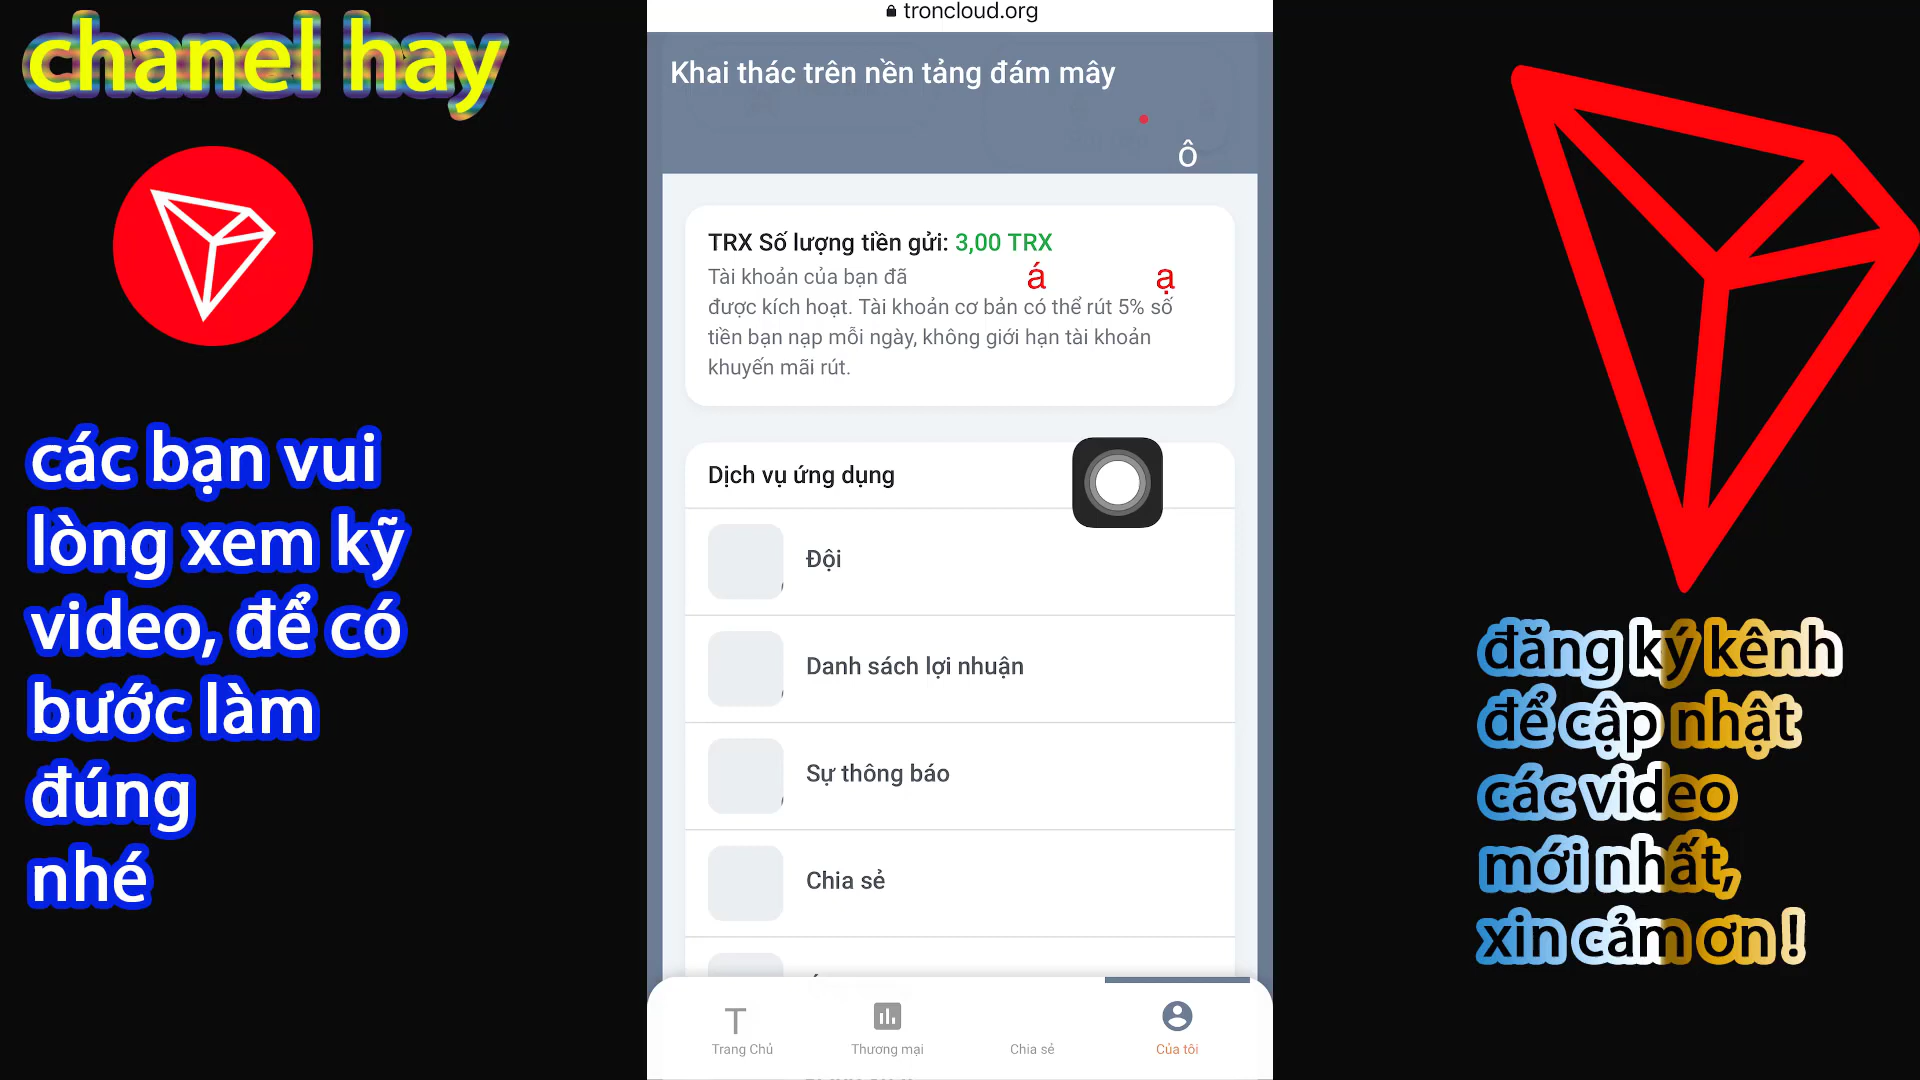 chanel hay
các bạn vui
lòng xem kỹ
video, để có
bước làm
đúng
nhé
troncloud.org
Khai thác trên nền tảng đám mây
ô
TRX Số lượng tiền gửi: 3,00 TRX
Tài khoản của bạn đã á ạ
được kích hoạt. Tài khoản cơ bản có thể rút 5% số
tiền bạn nạp mỗi ngày, không giới hạn tài khoản
khuyến mãi rút.
Dịch vụ ứng dụng
Đội
Danh sách lợi nhuận
Sự thông báo
Chia sẻ
T
Trang Chủ
Thương mại
Chia sẻ
Của tôi
đăng ký kênh
để cập nhật
các video
mới nhất,
xin cảm ơn !